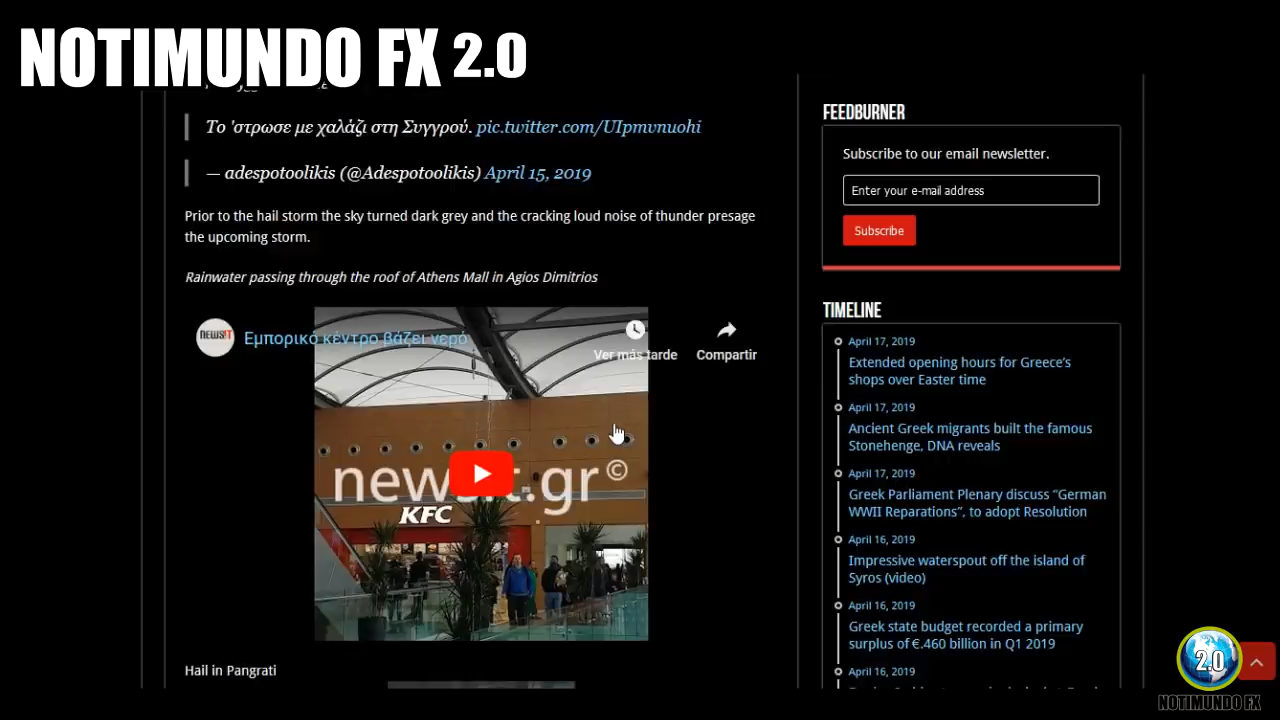 NOTIMUNDO FX 2.0
Το 'στρωσε με χαλάζι στη Συγγρού. pic.twitter.com/UIpmvnuohi
— adespotoolikis (@Adespotoolikis) April 15, 2019
Prior to the hail storm the sky turned dark grey and the cracking loud noise of thunder presage
the upcoming storm.
Rainwater passing through the roof of Athens Mall in Agios Dimitrios
NEWSIT
Εμπορικό κέντρο βάζει νερό
Ver más tarde
Compartir
newsit.gr©
KFC
Hail in Pangrati
FEEDBURNER
Subscribe to our email newsletter.
Enter your e-mail address
Subscribe
TIMELINE
April 17, 2019
Extended opening hours for Greece's
shops over Easter time
April 17, 2019
Ancient Greek migrants built the famous
Stonehenge, DNA reveals
April 17, 2019
Greek Parliament Plenary discuss “German
WWII Reparations”, to adopt Resolution
April 16, 2019
Impressive waterspout off the island of
Syros (video)
April 16, 2019
Greek state budget recorded a primary
surplus of €.460 billion in Q1 2019
April 16, 2019
2.0
NOTIMUNDO FX